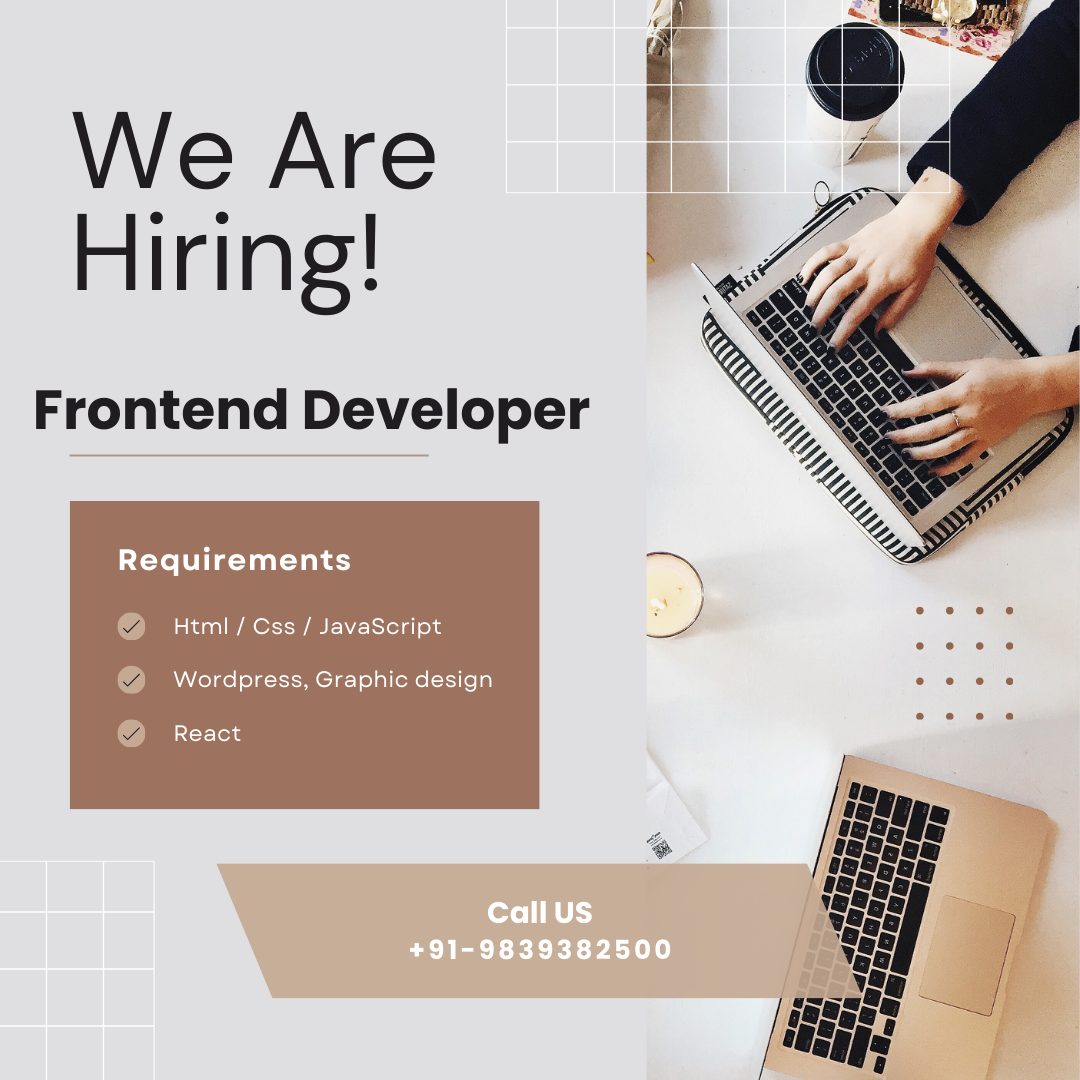 We Are
Hiring!
Frontend Developer
Requirements
Html / Css / JavaScript
Wordpress, Graphic design
React
Call US
+91-9839382500